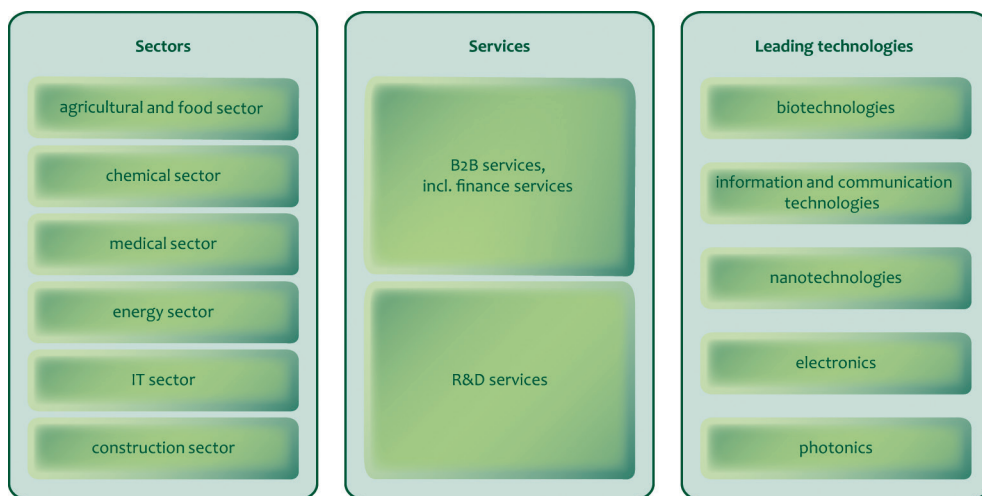 Sectors
agricultural and food sector
chemical sector
medical sector
energy sector
IT sector
construction sector
Services
B2B services,
incl. finance services
R&D services
Leading technologies
biotechnologies
information and communication
technologies
nanotechnologies
electronics
photonics